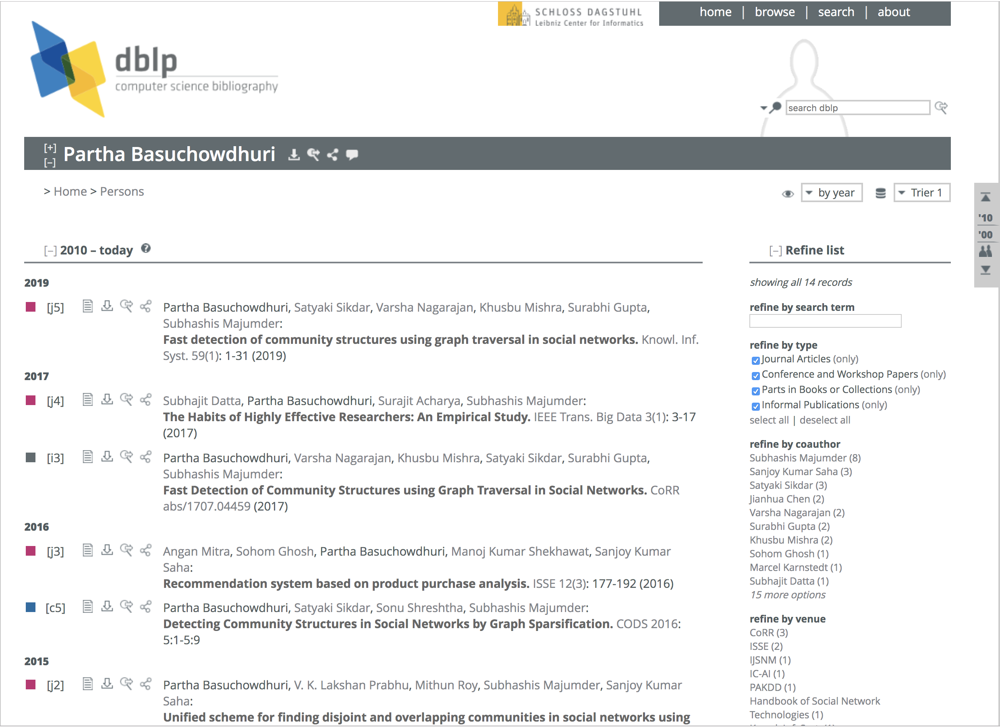 SCHLOSS DAGSTUHL
Leibniz Center for Informatics
home | browse | search | about
dblp
computer science bibliography
search dblp
[+]
[–]
Partha Basuchowdhuri
> Home > Persons
by year
Trier 1
'10
'00
[–] 2010 – today ?
2019
[j5]
Partha Basuchowdhuri, Satyaki Sikdar, Varsha Nagarajan, Khusbu Mishra, Surabhi Gupta,
Subhashis Majumder:
Fast detection of community structures using graph traversal in social networks. Knowl. Inf.
Syst. 59(1): 1-31 (2019)
2017
[j4]
Subhajit Datta, Partha Basuchowdhuri, Surajit Acharya, Subhashis Majumder:
The Habits of Highly Effective Researchers: An Empirical Study. IEEE Trans. Big Data 3(1): 3-17
(2017)
[i3]
Partha Basuchowdhuri, Varsha Nagarajan, Khusbu Mishra, Satyaki Sikdar, Surabhi Gupta,
Subhashis Majumder:
Fast Detection of Community Structures using Graph Traversal in Social Networks. CoRR
abs/1707.04459 (2017)
2016
[j3]
Angan Mitra, Sohom Ghosh, Partha Basuchowdhuri, Manoj Kumar Shekhawat, Sanjoy Kumar
Saha:
Recommendation system based on product purchase analysis. ISSE 12(3): 177-192 (2016)
[c5]
Partha Basuchowdhuri, Satyaki Sikdar, Sonu Shreshtha, Subhashis Majumder:
Detecting Community Structures in Social Networks by Graph Sparsification. CODS 2016:
5:1-5:9
2015
[j2]
Partha Basuchowdhuri, V. K. Lakshan Prabhu, Mithun Roy, Subhashis Majumder, Sanjoy Kumar
Saha:
Unified scheme for finding disjoint and overlapping communities in social networks using
[–] Refine list
showing all 14 records
refine by search term
refine by type
Journal Articles (only)
Conference and Workshop Papers (only)
Parts in Books or Collections (only)
Informal Publications (only)
select all | deselect all
refine by coauthor
Subhashis Majumder (8)
Sanjoy Kumar Saha (3)
Satyaki Sikdar (3)
Jianhua Chen (2)
Varsha Nagarajan (2)
Surabhi Gupta (2)
Khusbu Mishra (2)
Sohom Ghosh (1)
Marcel Karnstedt (1)
Subhajit Datta (1)
15 more options
refine by venue
CoRR (3)
ISSE (2)
IJSNM (1)
IC-AI (1)
PAKDD (1)
Handbook of Social Network
Technologies (1)